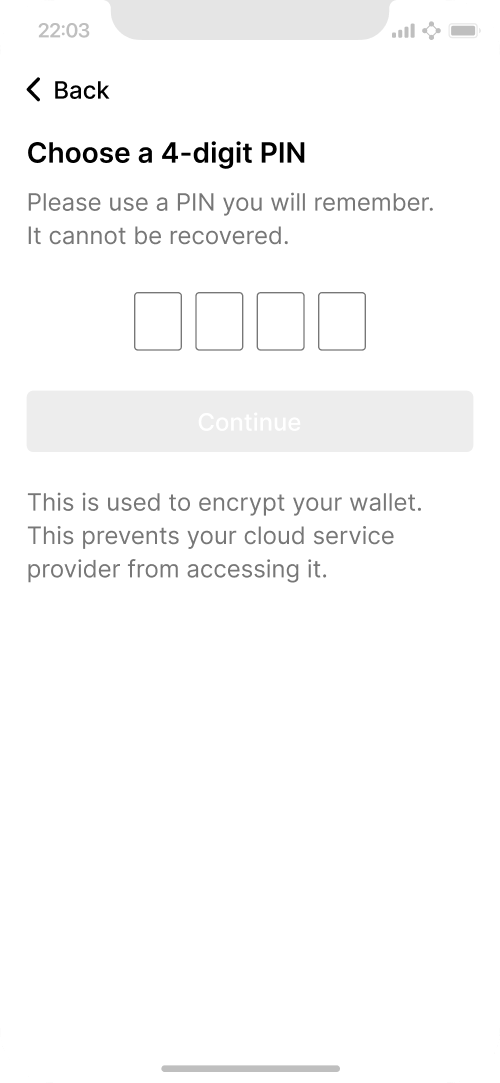 22:03
Back
Choose a 4-digit PIN
Please use a PIN you will remember.
It cannot be recovered.
Continue
This is used to encrypt your wallet.
This prevents your cloud service
provider from accessing it.